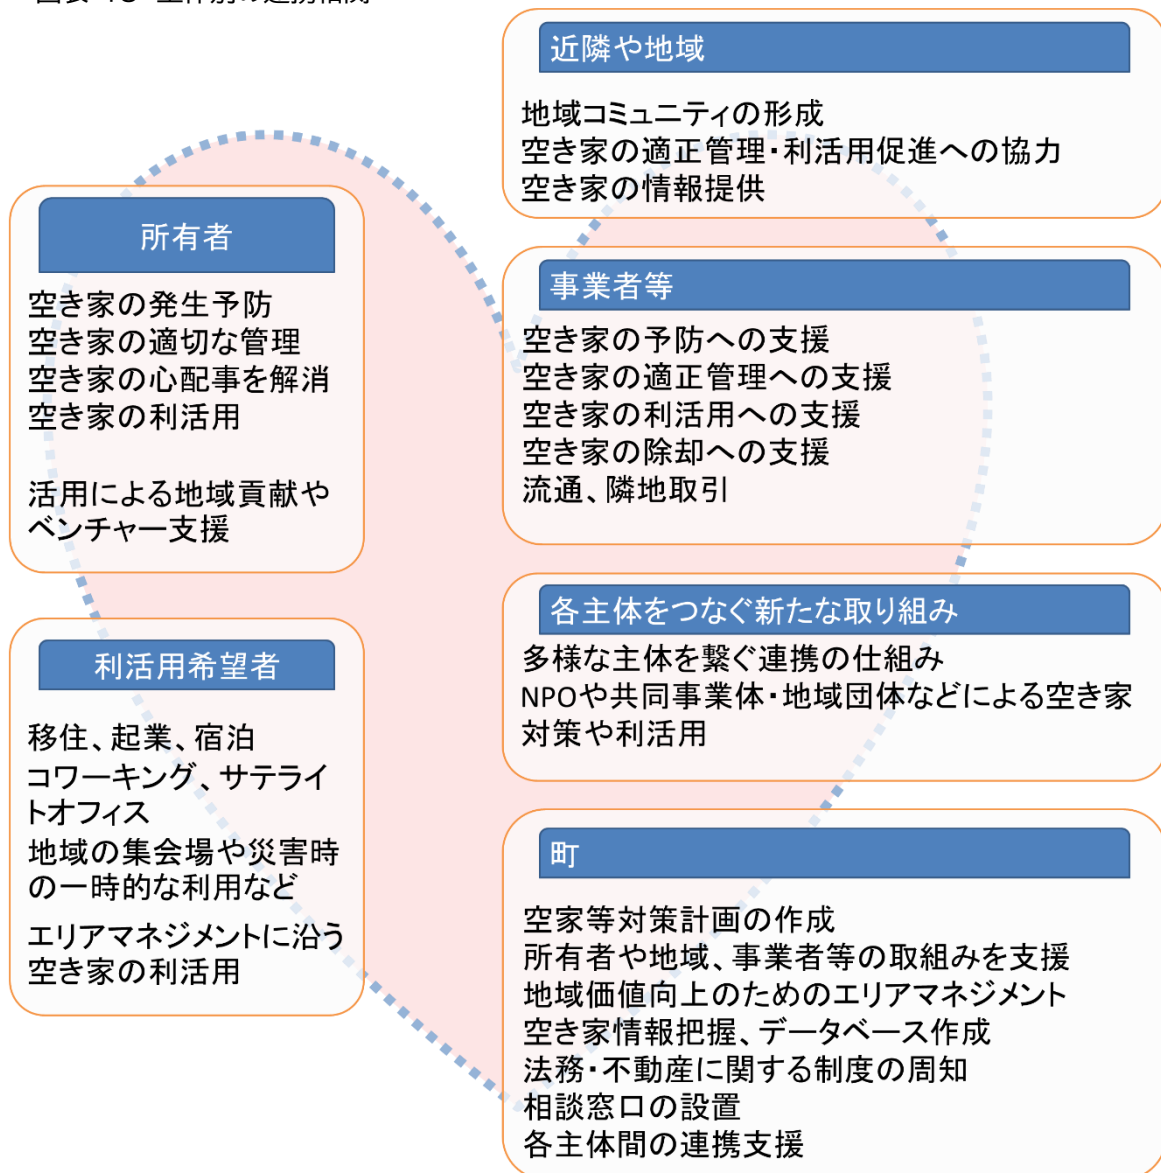 所有者
空き家の発生予防
空き家の適切な管理
空き家の心配事を解消
空き家の利活用
活用による地域貢献や
ベンチャー支援
利活用希望者
移住、起業、宿泊
コワーキング、サテライ
トオフィス
地域の集会場や災害時
の一時的な利用など
エリアマネジメントに沿う
空き家の利活用
近隣や地域
地域コミュニティの形成
空き家の適正管理・利活用促進への協力
空き家の情報提供
事業者等
空き家の予防への支援
空き家の適正管理への支援
空き家の利活用への支援
空き家の除却への支援
流通、隣地取引
各主体をつなぐ新たな取り組み
多様な主体を繋ぐ連携の仕組み
NPOや共同事業体・地域団体などによる空き家
対策や利活用
町
空家等対策計画の作成
所有者や地域、事業者等の取組みを支援
地域価値向上のためのエリアマネジメント
空き家情報把握、データベース作成
法務・不動産に関する制度の周知
相談窓口の設置
各主体間の連携支援